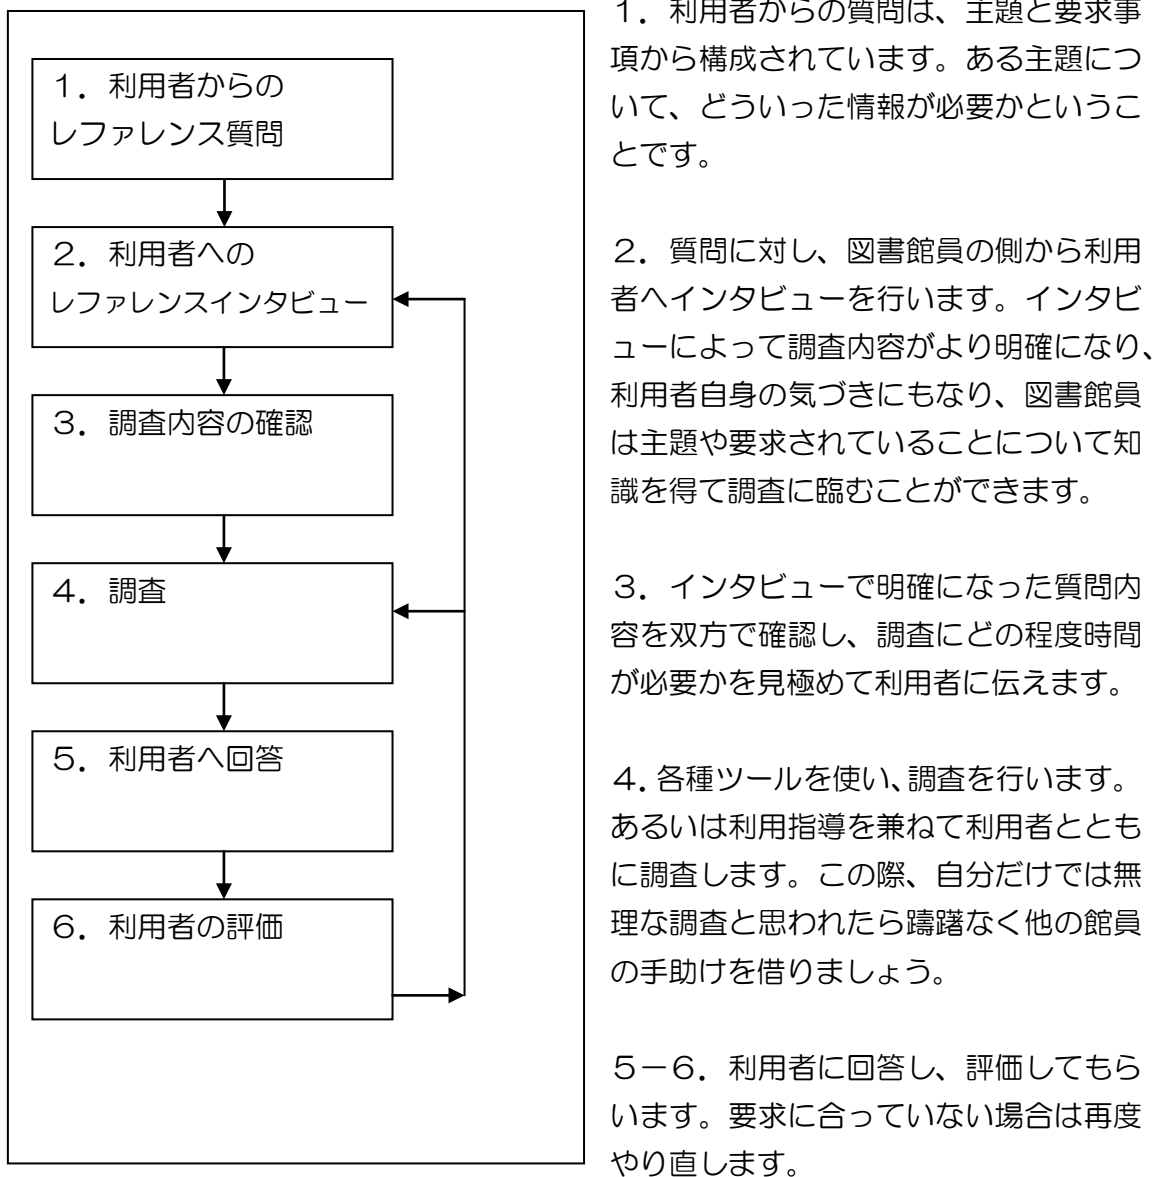 １．利用者からの
レファレンス質問
２．利用者への
レファレンスインタビュー
３．調査内容の確認
４．調査
５．利用者へ回答
６．利用者の評価
１．利用者からの質問は、主題と要求事
項から構成されています。ある主題につ
いて、どういった情報が必要かというこ
とです。
２．質問に対し、図書館員の側から利用
者へインタビューを行います。インタビ
ューによって調査内容がより明確になり、
利用者自身の気づきにもなり、図書館員
は主題や要求されていることについて知
識を得て調査に臨むことができます。
３．インタビューで明確になった質問内
容を双方で確認し、調査にどの程度時間
が必要かを見極めて利用者に伝えます。
４．各種ツールを使い、調査を行います。
あるいは利用指導を兼ねて利用者ととも
に調査します。この際、自分だけでは無
理な調査と思われたら躊躇なく他の館員
の手助けを借りましょう。
５－６．利用者に回答し、評価してもら
います。要求に合っていない場合は再度
やり直します。